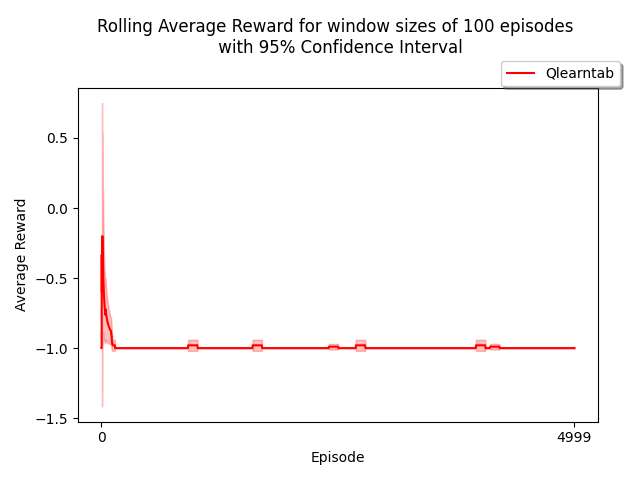 Rolling Average Reward for window sizes of 100 episodes
with 95% Confidence Interval
Qlearntab
Average Reward
0.5
0.0
−0.5
−1.0
−1.5
0
4999
Episode